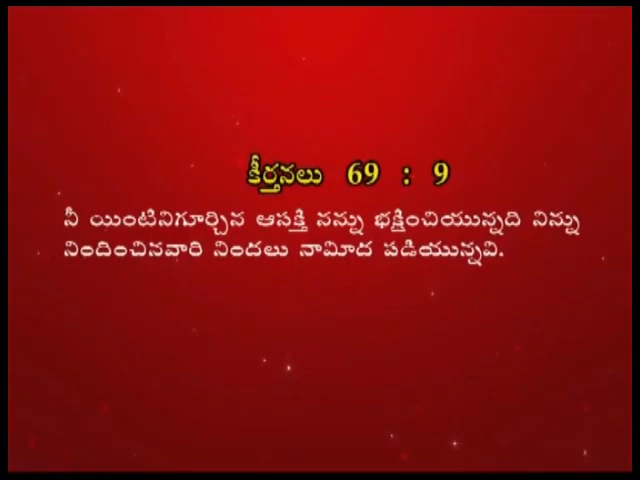 కీర్తనలు 69 : 9
నీ యింటినిగూర్చిన ఆసక్తి నన్ను భక్షించియున్నది నిన్ను
నిందించినవారి నిందలు నామీద పడియున్నవి.